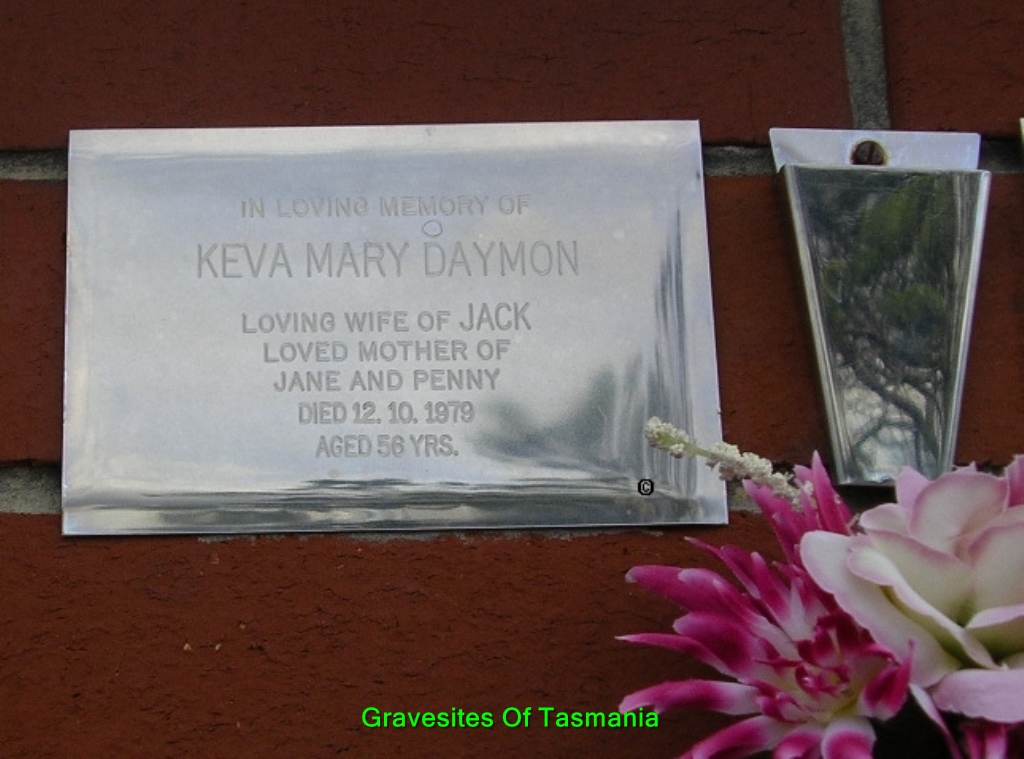 IN LOVING MEMORY OF
KEVA MARY DAYMON
LOVING WIFE OF JACK
LOVED MOTHER OF
JANE AND PENNY
DIED 12. 10. 1979
AGED 56 YRS.
©
Gravesites Of Tasmania